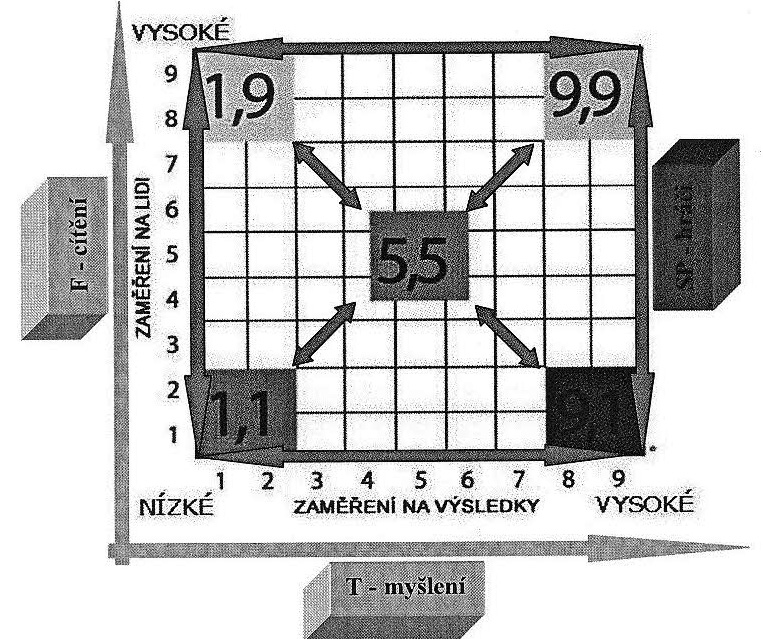 VYSOKÉ
9
1,9
9,9
8
7
6
ZAMĚŘENÍ NA LIDI
F - cítění
SP - hráči
5
5,5
4
3
2
1,1
9,1
1
1 2 3 4 5 6 7 8 9
NÍZKÉ
ZAMĚŘENÍ NA VÝSLEDKY
VYSOKÉ
T - myšlení